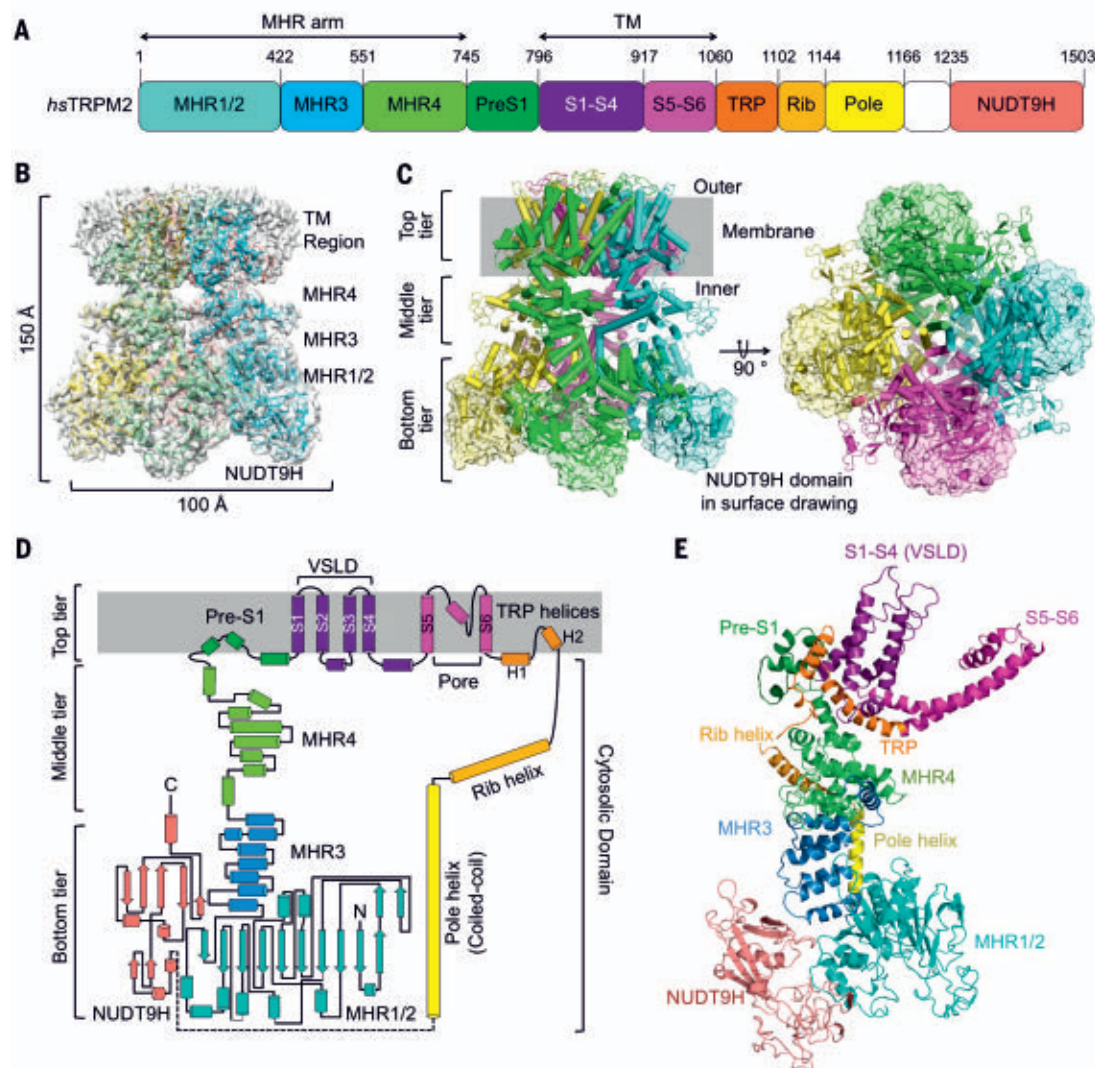 A
MHR arm
TM
1 422 551 745 796 917 1060 1102 1144 1166 1235 1503
hsTRPM2 MHR1/2 MHR3 MHR4 PreS1 S1-S4 S5-S6 TRP Rib Pole NUDT9H
B
150 Å
TM
Region
MHR4
MHR3
MHR1/2
NUDT9H
100 Å
C
Top
tier
Middle
tier
Bottom
tier
Outer
Membrane
Inner
90 °
NUDT9H domain
in surface drawing
D
VSLD
Top tier
Middle tier
Bottom tier
Pre-S1
S1 S2 S3 S4 S5 S6
TRP helices
H2
H1
Pore
MHR4
Rib helix
C
MHR3
N
Pole helix
(Coiled-coil)
Cytosolic Domain
NUDT9H
MHR1/2
E
S1-S4 (VSLD)
Pre-S1
S5-S6
Rib helix
TRP
MHR4
MHR3
Pole helix
MHR1/2
NUDT9H